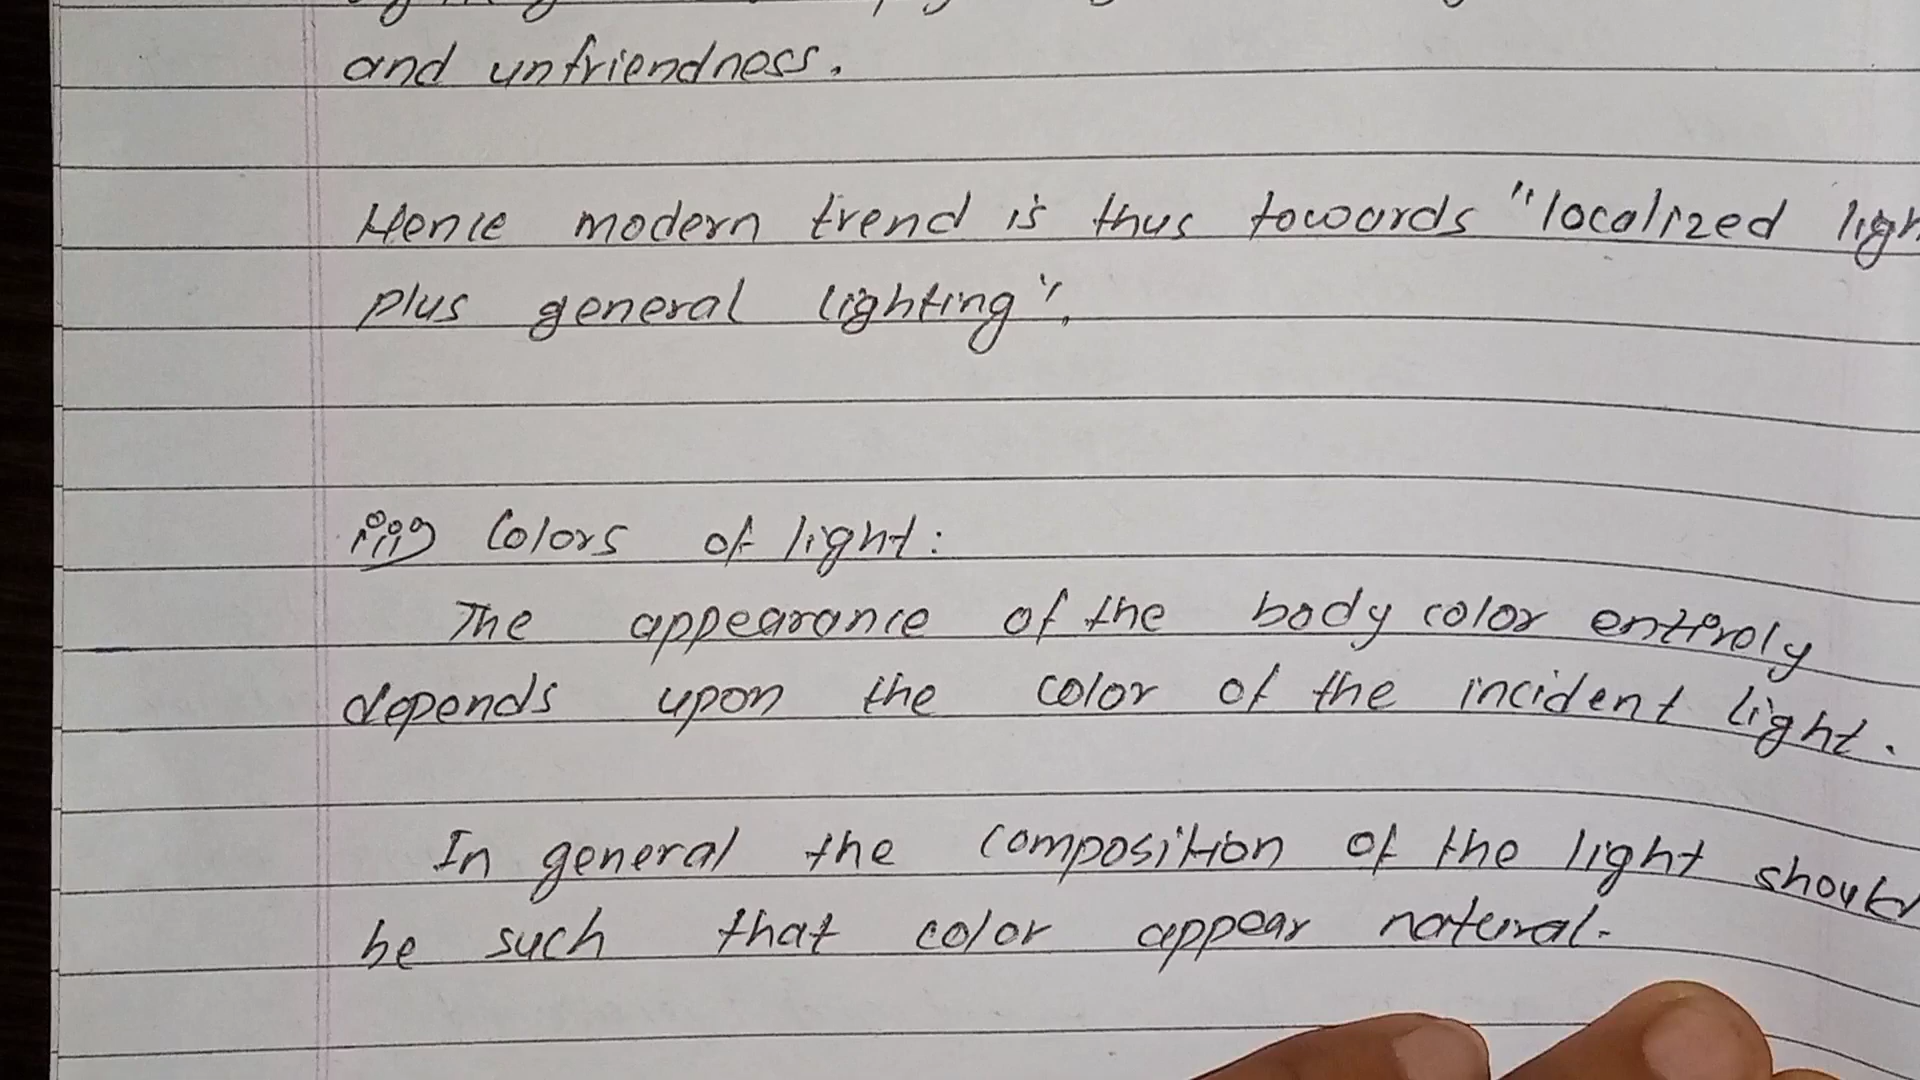 and unfriendness.
Hence modern trend is thus towards "localized
plus general lighting".
iii) Colors of light:
The appearance of the body color entirely
depends upon the color of the incident light.
In general the composition of the light should
be such that color appear natural.